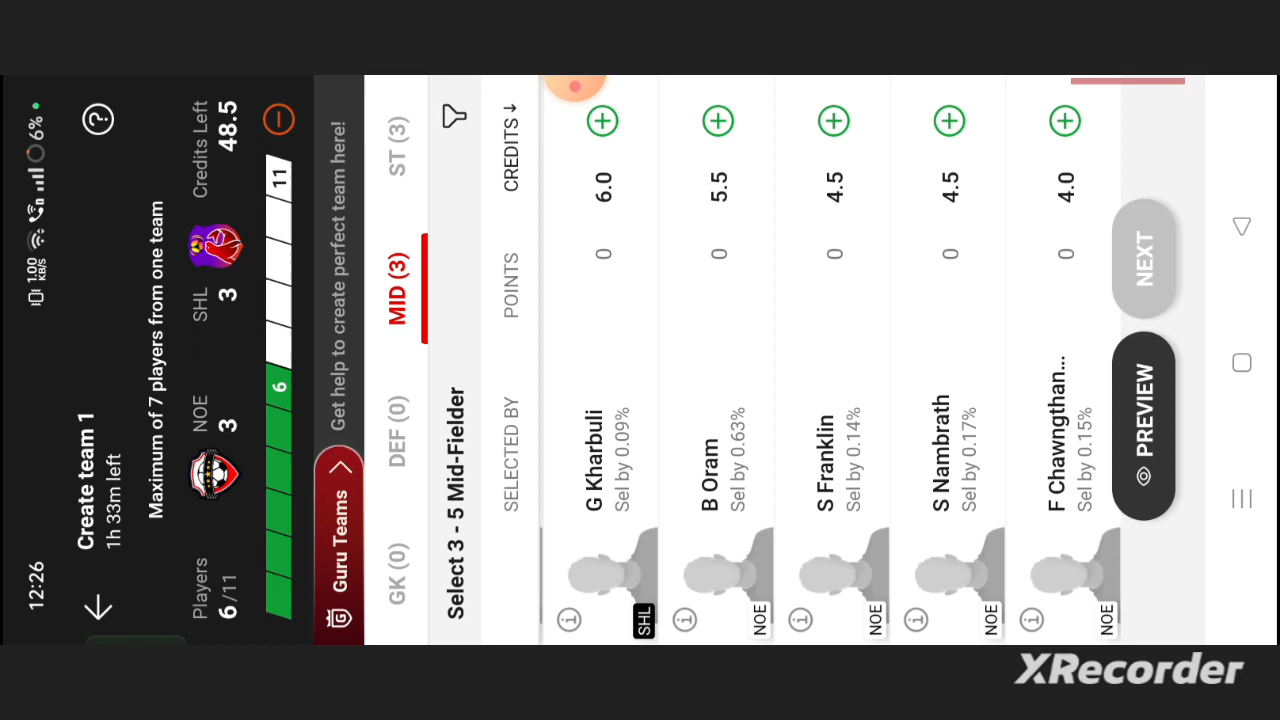 12:26
1.00 KB/S
6%
Create team 1
1h 33m left
Maximum of 7 players from one team
Players
6/11
NOE
3
SHL
3
Credits Left
48.5
6
11
Guru Teams
Get help to create perfect team here!
GK (0)
DEF (0)
MID (3)
ST (3)
Select 3 - 5 Mid-Fielder
SELECTED BY
POINTS
CREDITS
SHL
G Kharbuli
Sel by 0.09%
0
6.0
NOE
B Oram
Sel by 0.63%
0
5.5
NOE
S Franklin
Sel by 0.14%
0
4.5
NOE
S Nambrath
Sel by 0.17%
0
4.5
NOE
F Chawngthan...
Sel by 0.15%
0
4.0
PREVIEW
NEXT
XRecorder